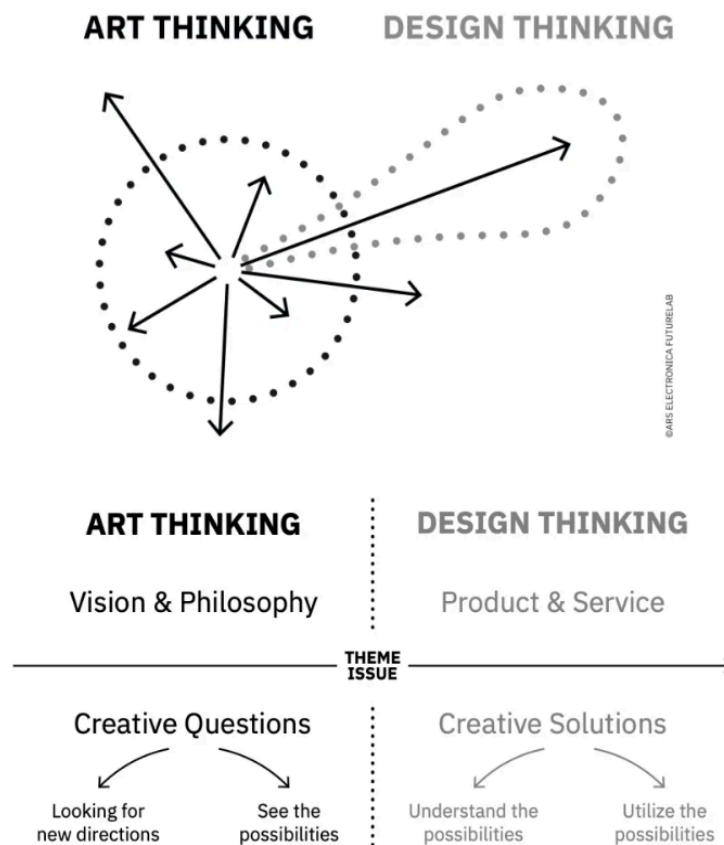 ART THINKING
DESIGN THINKING
©ARS ELECTRONICA FUTURELAB
ART THINKING
DESIGN THINKING
Vision & Philosophy
Product & Service
THEME
ISSUE
Creative Questions
Creative Solutions
Looking for
new directions
See the
possibilities
Understand the
possibilities
Utilize the
possibilities